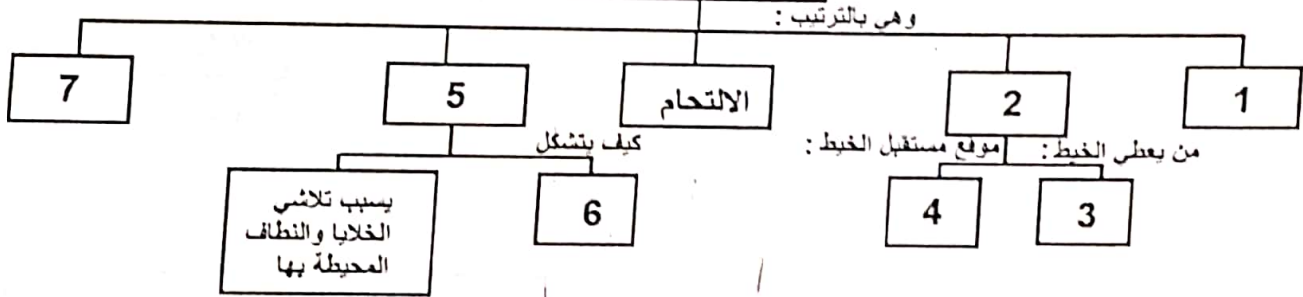 وهي بالترتيب :
1
2
الالتحام
5
7
من يعطي الخيط :
موقع مستقبل الخيط :
كيف يتشكل
3
4
6
يسبب تلاشي
الخلايا والنطاف
المحيطة بها